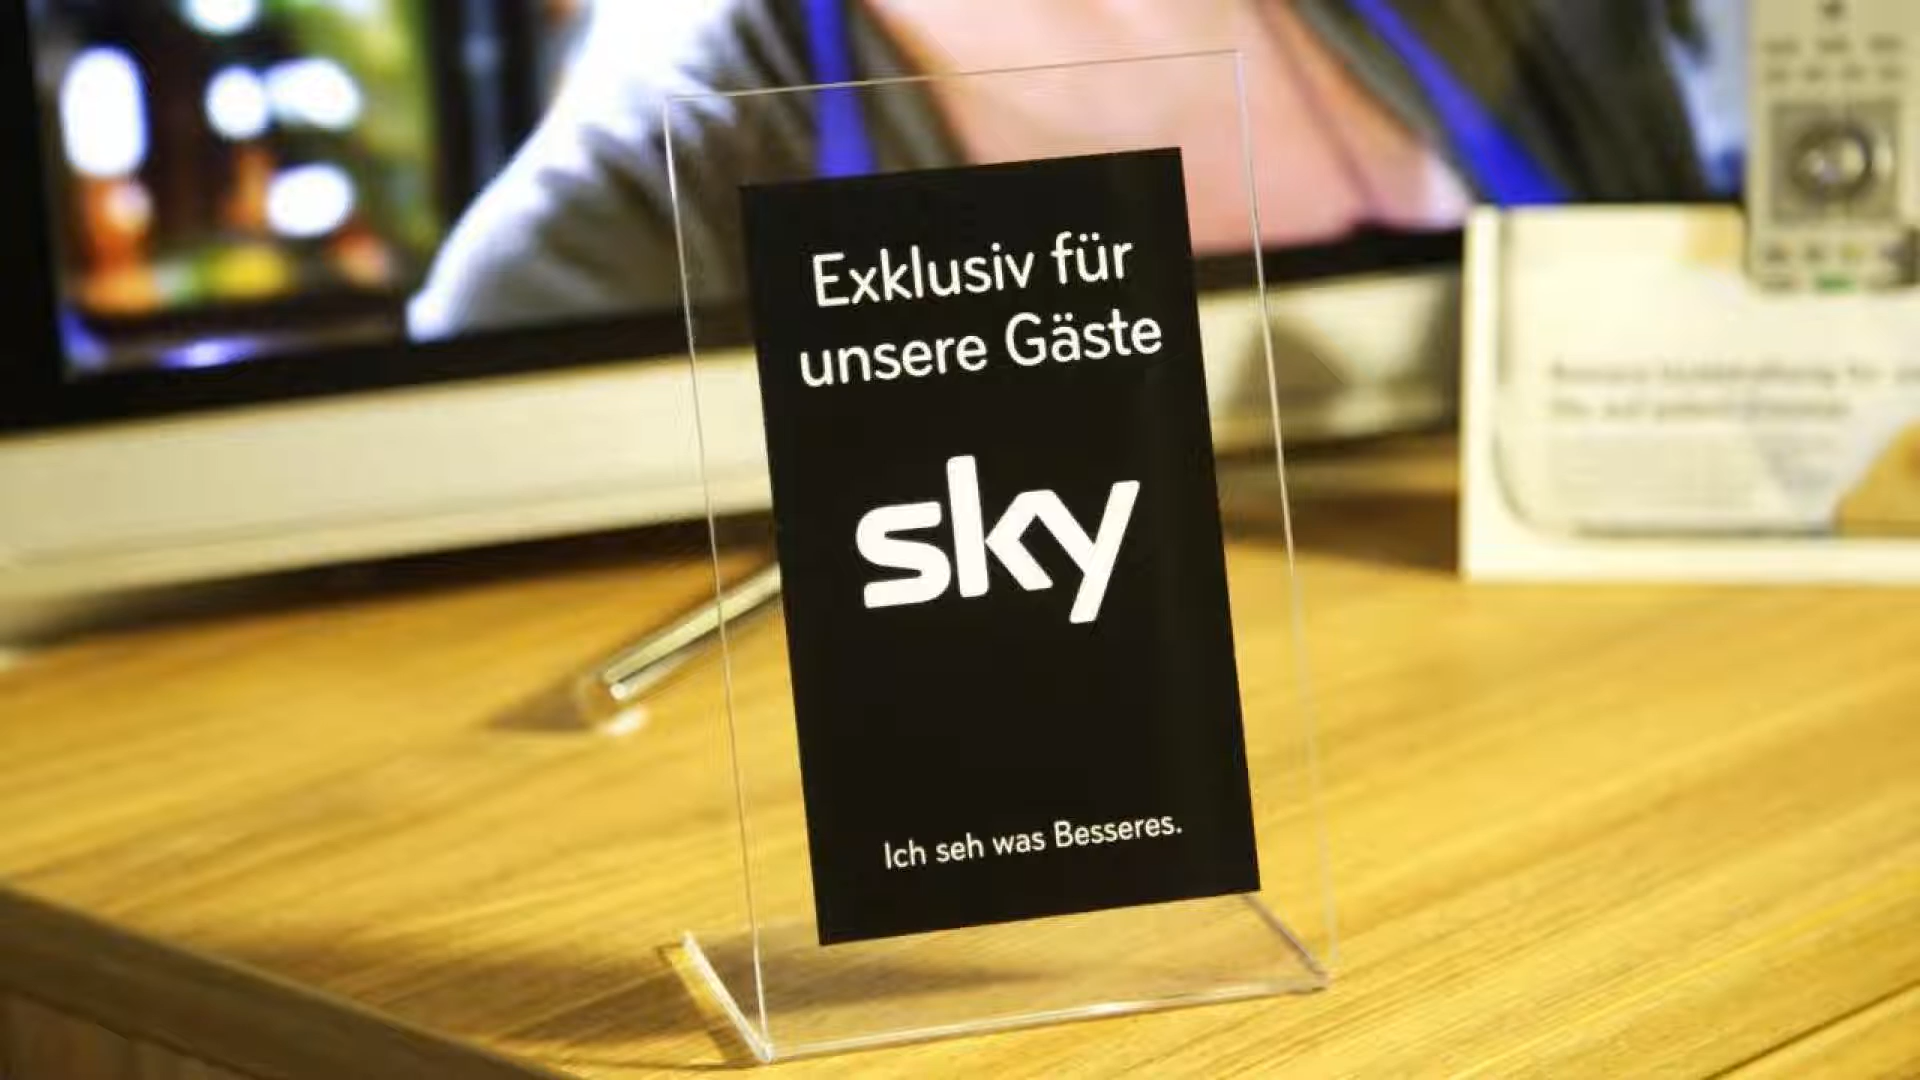 Exklusiv für
unsere Gäste
sky
Ich seh was Besseres.